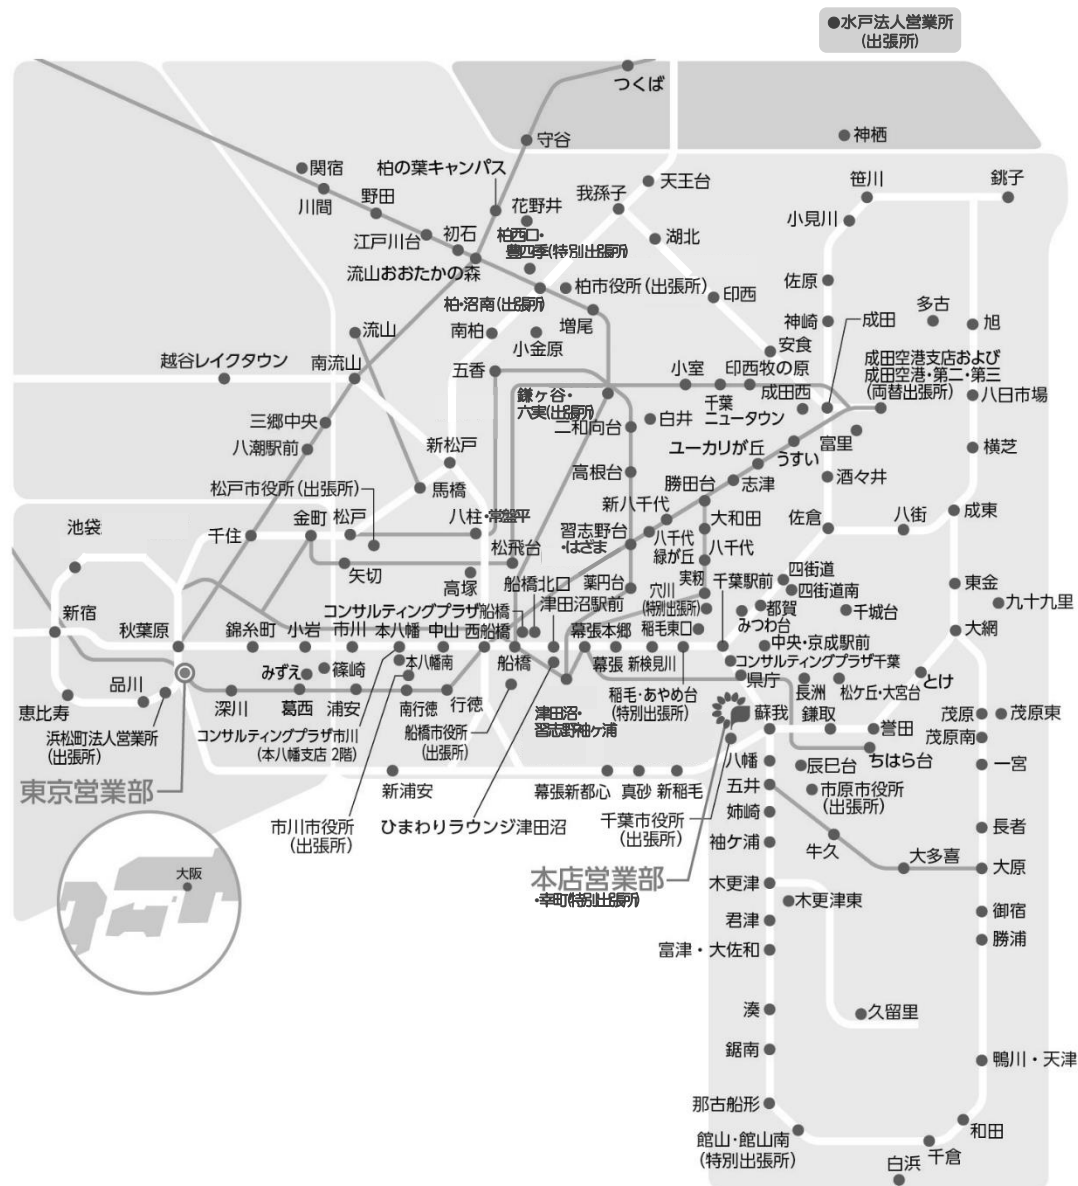 ●水戸法人営業所
(出張所)
つくば
神栖
守谷
関宿
柏の葉キャンパス
天王台
笹川
銚子
川間
野田
花野井
我孫子
小見川
江戸川台
初石
柏西口・
豊四季(特別出張所)
湖北
流山おおたかの森
柏市役所(出張所)
印西
佐原
柏・沼南(出張所)
増尾
神崎
成田
多古
旭
流山
南柏
小金原
安食
越谷レイクタウン
南流山
五香
小室
印西牧の原
成田空港支店および
成田空港・第二・第三
(両替出張所)
千葉
ニュータウン
成田西
八日市場
鎌ヶ谷・
六実(出張所)
白井
三郷中央
二和向台
富里
八潮駅前
新松戸
ユーカリが丘
うすい
横芝
高根台
勝田台
志津
酒々井
松戸市役所(出張所)
馬橋
新八千代
池袋
金町
松戸
八柱・常盤平
習志野台
・はざま
大和田
佐倉
八街
成東
千住
八千代
緑が丘
八千代
矢切
松飛台
高塚
船橋北口
薬円台
実籾
千葉駅前
四街道
四街道南
東金
九十九里
新宿
コンサルティングプラザ船橋
津田沼駅前
穴川
(特別出張所)
都賀
みつわ台
千城台
秋葉原
錦糸町
小岩
市川
本八幡
中山
西船橋
幕張本郷
稲毛東口
中央・京成駅前
大網
みずえ
篠崎
本八幡南
船橋
幕張
新検見川
コンサルティングプラザ千葉
県庁
品川
稲毛・あやめ台
(特別出張所)
長洲
松ケ丘・大宮台
とけ
恵比寿
深川
葛西
浦安
南行徳
行徳
浜松町法人営業所
(出張所)
コンサルティングプラザ市川
(本八幡支店 2階)
船橋市役所
(出張所)
津田沼・
習志野袖ヶ浦
蘇我
鎌取
誉田
茂原
茂原東
茂原南
ちはら台
八幡
辰巳台
一宮
東京営業部
新浦安
幕張新都心
真砂
新稲毛
五井
市原市役所
(出張所)
市川市役所
(出張所)
ひまわりラウンジ津田沼
千葉市役所
(出張所)
姉崎
長者
袖ケ浦
牛久
大多喜
大原
大阪
本店営業部
・幸町(特別出張所)
木更津
木更津東
君津
御宿
富津・大佐和
勝浦
湊
久留里
鋸南
鴨川・天津
那古船形
館山・館山南
(特別出張所)
和田
千倉
白浜